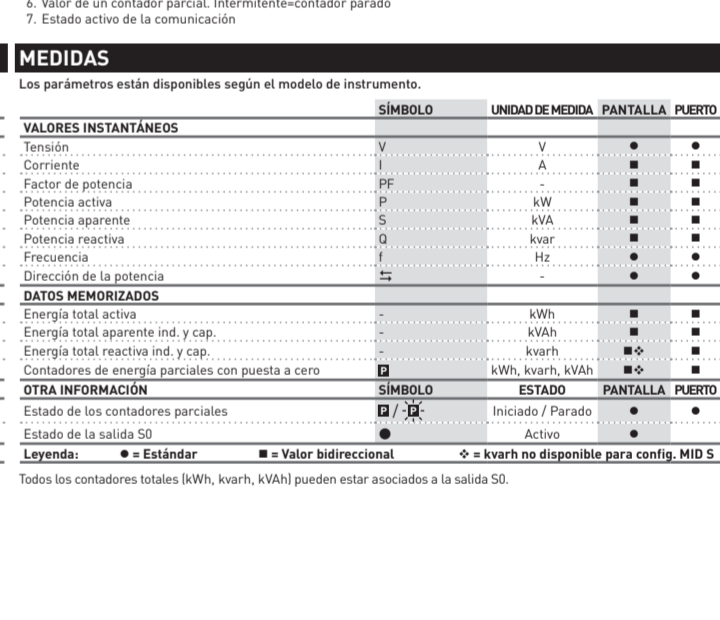 6. Valor de un contador parcial. Intermitente=contador parado
7. Estado activo de la comunicación
MEDIDAS
Los parámetros están disponibles según el modelo de instrumento.
SÍMBOLO UNIDAD DE MEDIDA PANTALLA PUERTO
VALORES INSTANTÁNEOS
Tensión V V ● ●
Corriente I A ■ ■
Factor de potencia PF - ■ ■
Potencia activa P kW ■ ■
Potencia aparente S kVA ■ ■
Potencia reactiva Q kvar ■ ■
Frecuencia f Hz ● ●
Dirección de la potencia ⇆ - ● ●
DATOS MEMORIZADOS
Energía total activa - kWh ■ ■
Energía total aparente ind. y cap. - kVAh ■ ■
Energía total reactiva ind. y cap. - kvarh ■❖ ■
Contadores de energía parciales con puesta a cero P kWh, kvarh, kVAh ■❖ ■
OTRA INFORMACIÓN SÍMBOLO ESTADO PANTALLA PUERTO
Estado de los contadores parciales P / -P- Iniciado / Parado ● ●
Estado de la salida S0 ● Activo ●
Leyenda: ● = Estándar ■ = Valor bidireccional ❖ = kvarh no disponible para config. MID S
Todos los contadores totales (kWh, kvarh, kVAh) pueden estar asociados a la salida S0.